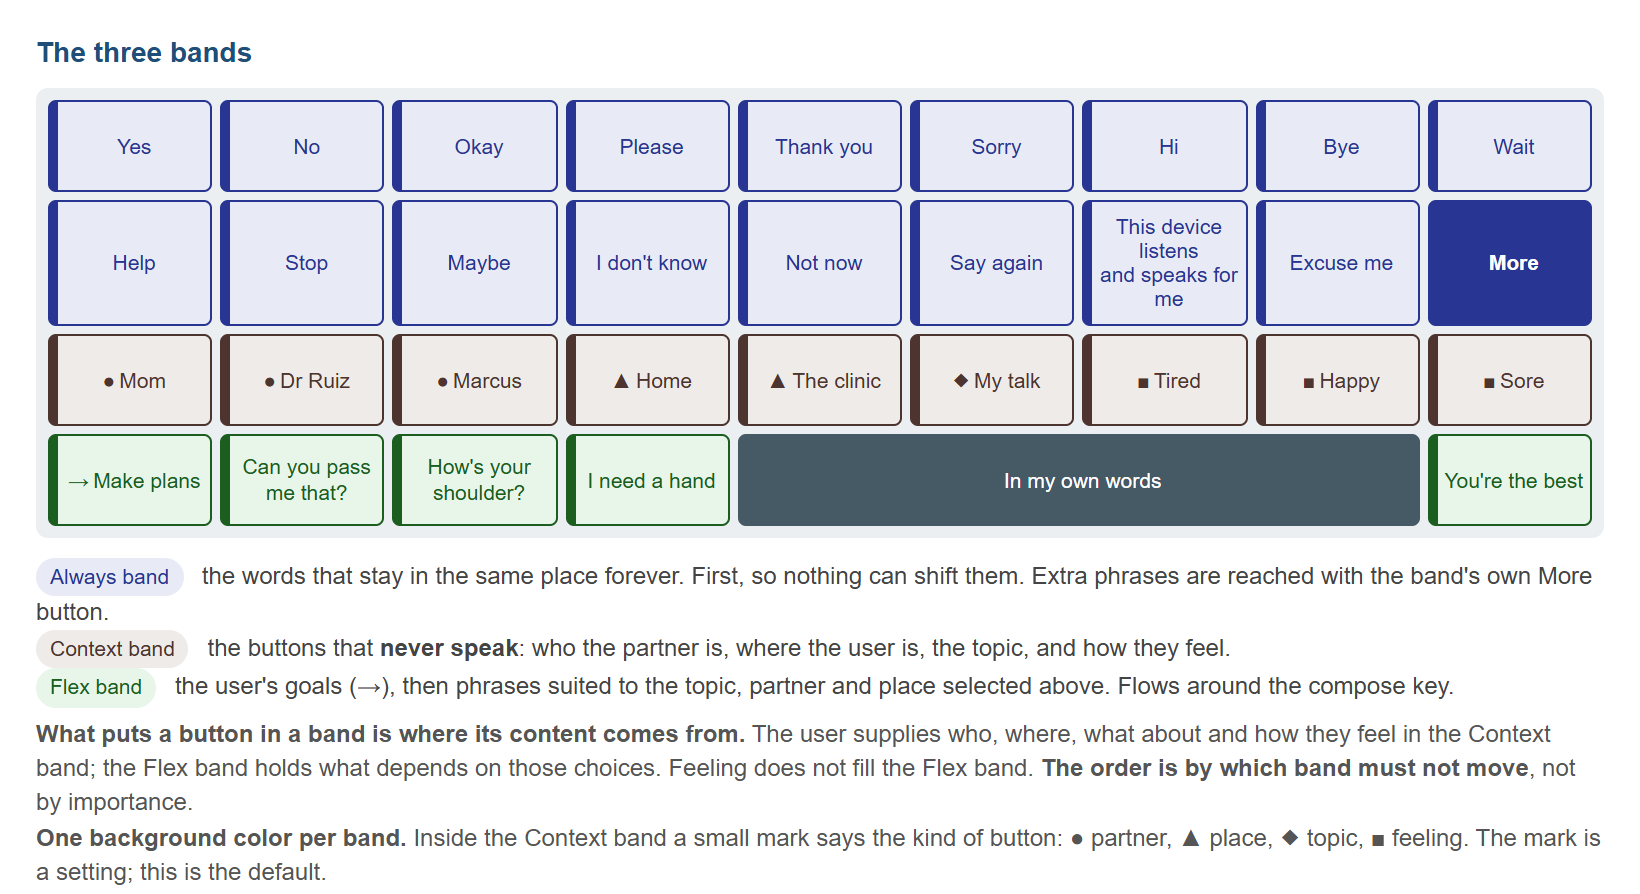 The three bands
Yes
No
Okay
Please
Thank you
Sorry
Hi
Bye
Wait
Help
Stop
Maybe
I don't know
Not now
Say again
This device
listens
and speaks for
me
Excuse me
More
● Mom
● Dr Ruiz
● Marcus
▲ Home
▲ The clinic
◆ My talk
■ Tired
■ Happy
■ Sore
→ Make plans
Can you pass
me that?
How's your
shoulder?
I need a hand
In my own words
You're the best
Always band the words that stay in the same place forever. First, so nothing can shift them. Extra phrases are reached with the band's own More
button.
Context band the buttons that never speak: who the partner is, where the user is, the topic, and how they feel.
Flex band the user's goals (→), then phrases suited to the topic, partner and place selected above. Flows around the compose key.
What puts a button in a band is where its content comes from. The user supplies who, where, what about and how they feel in the Context
band; the Flex band holds what depends on those choices. Feeling does not fill the Flex band. The order is by which band must not move, not
by importance.
One background color per band. Inside the Context band a small mark says the kind of button: ● partner, ▲ place, ◆ topic, ■ feeling. The mark is
a setting; this is the default.